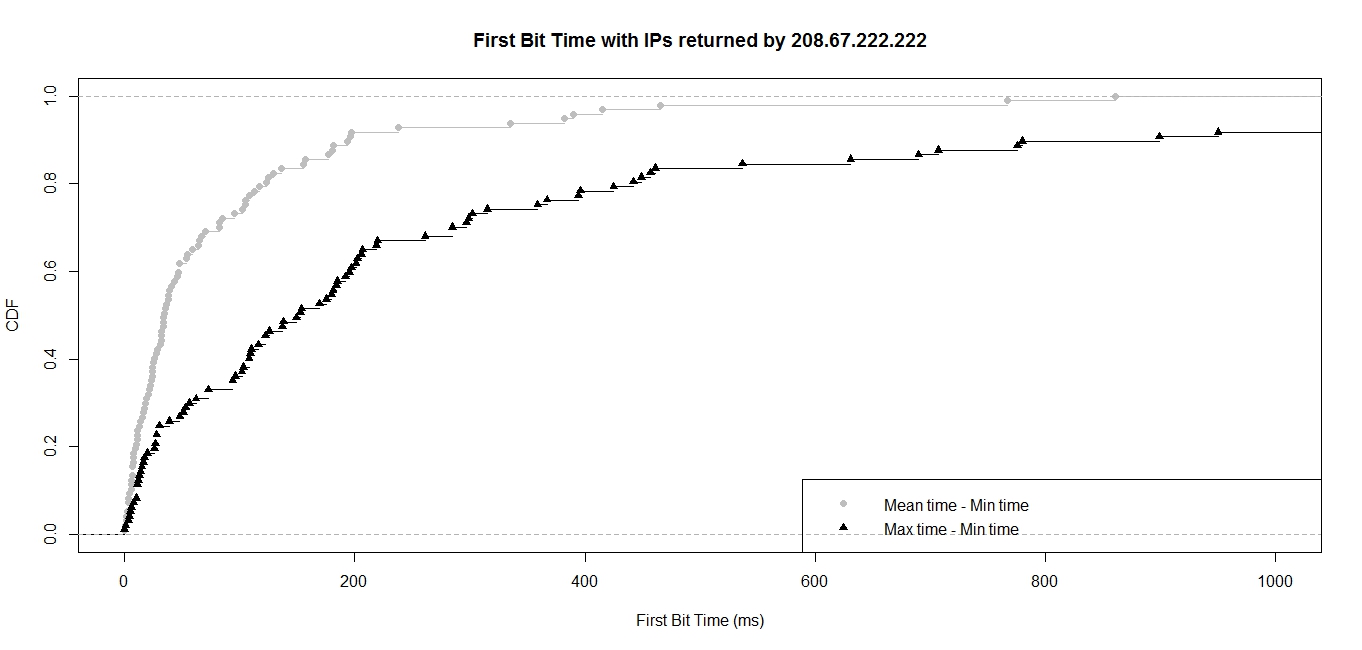 First Bit Time with IPs returned by 208.67.222.222
CDF
1.0
0.8
0.6
0.4
0.2
0.0
Mean time - Min time
Max time - Min time
0 200 400 600 800 1000
First Bit Time (ms)